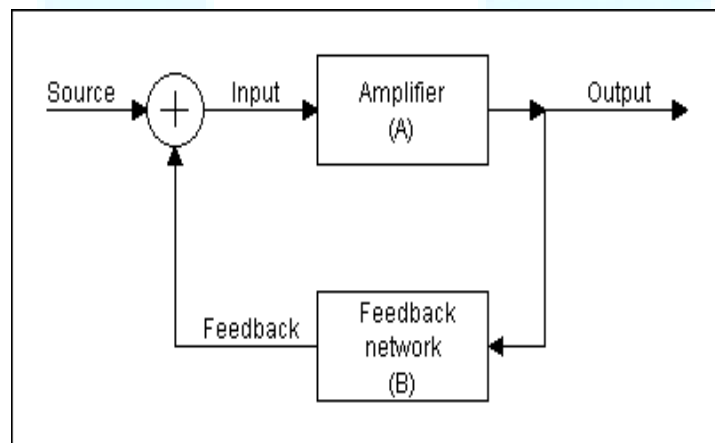 Source
Input
Amplifier
(A)
Output
Feedback
Feedback
network
(B)